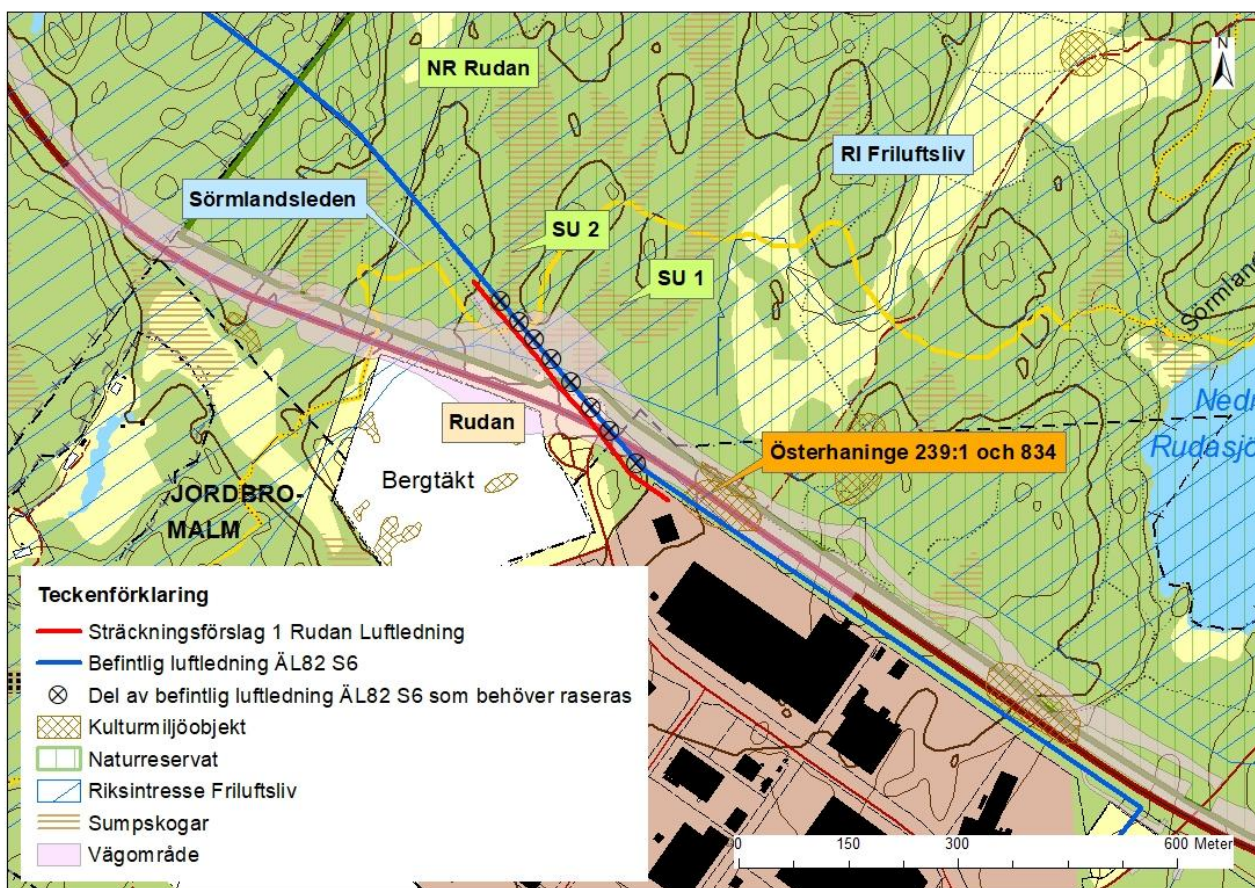 NR Rudan
N
RI Friluftsliv
Sörmlandsleden
SU 2
SU 1
Sörmland
Nedr
Rudasjö
Rudan
Österhaninge 239:1 och 834
Bergtäkt
JORDBRO-
MALM
Teckenförklaring
Sträckningsförslag 1 Rudan Luftledning
Befintlig luftledning ÄL82 S6
Del av befintlig luftledning ÄL82 S6 som behöver raseras
Kulturmiljöobjekt
Naturreservat
Riksintresse Friluftsliv
Sumpskogar
Vägområde
0 150 300 600 Meter